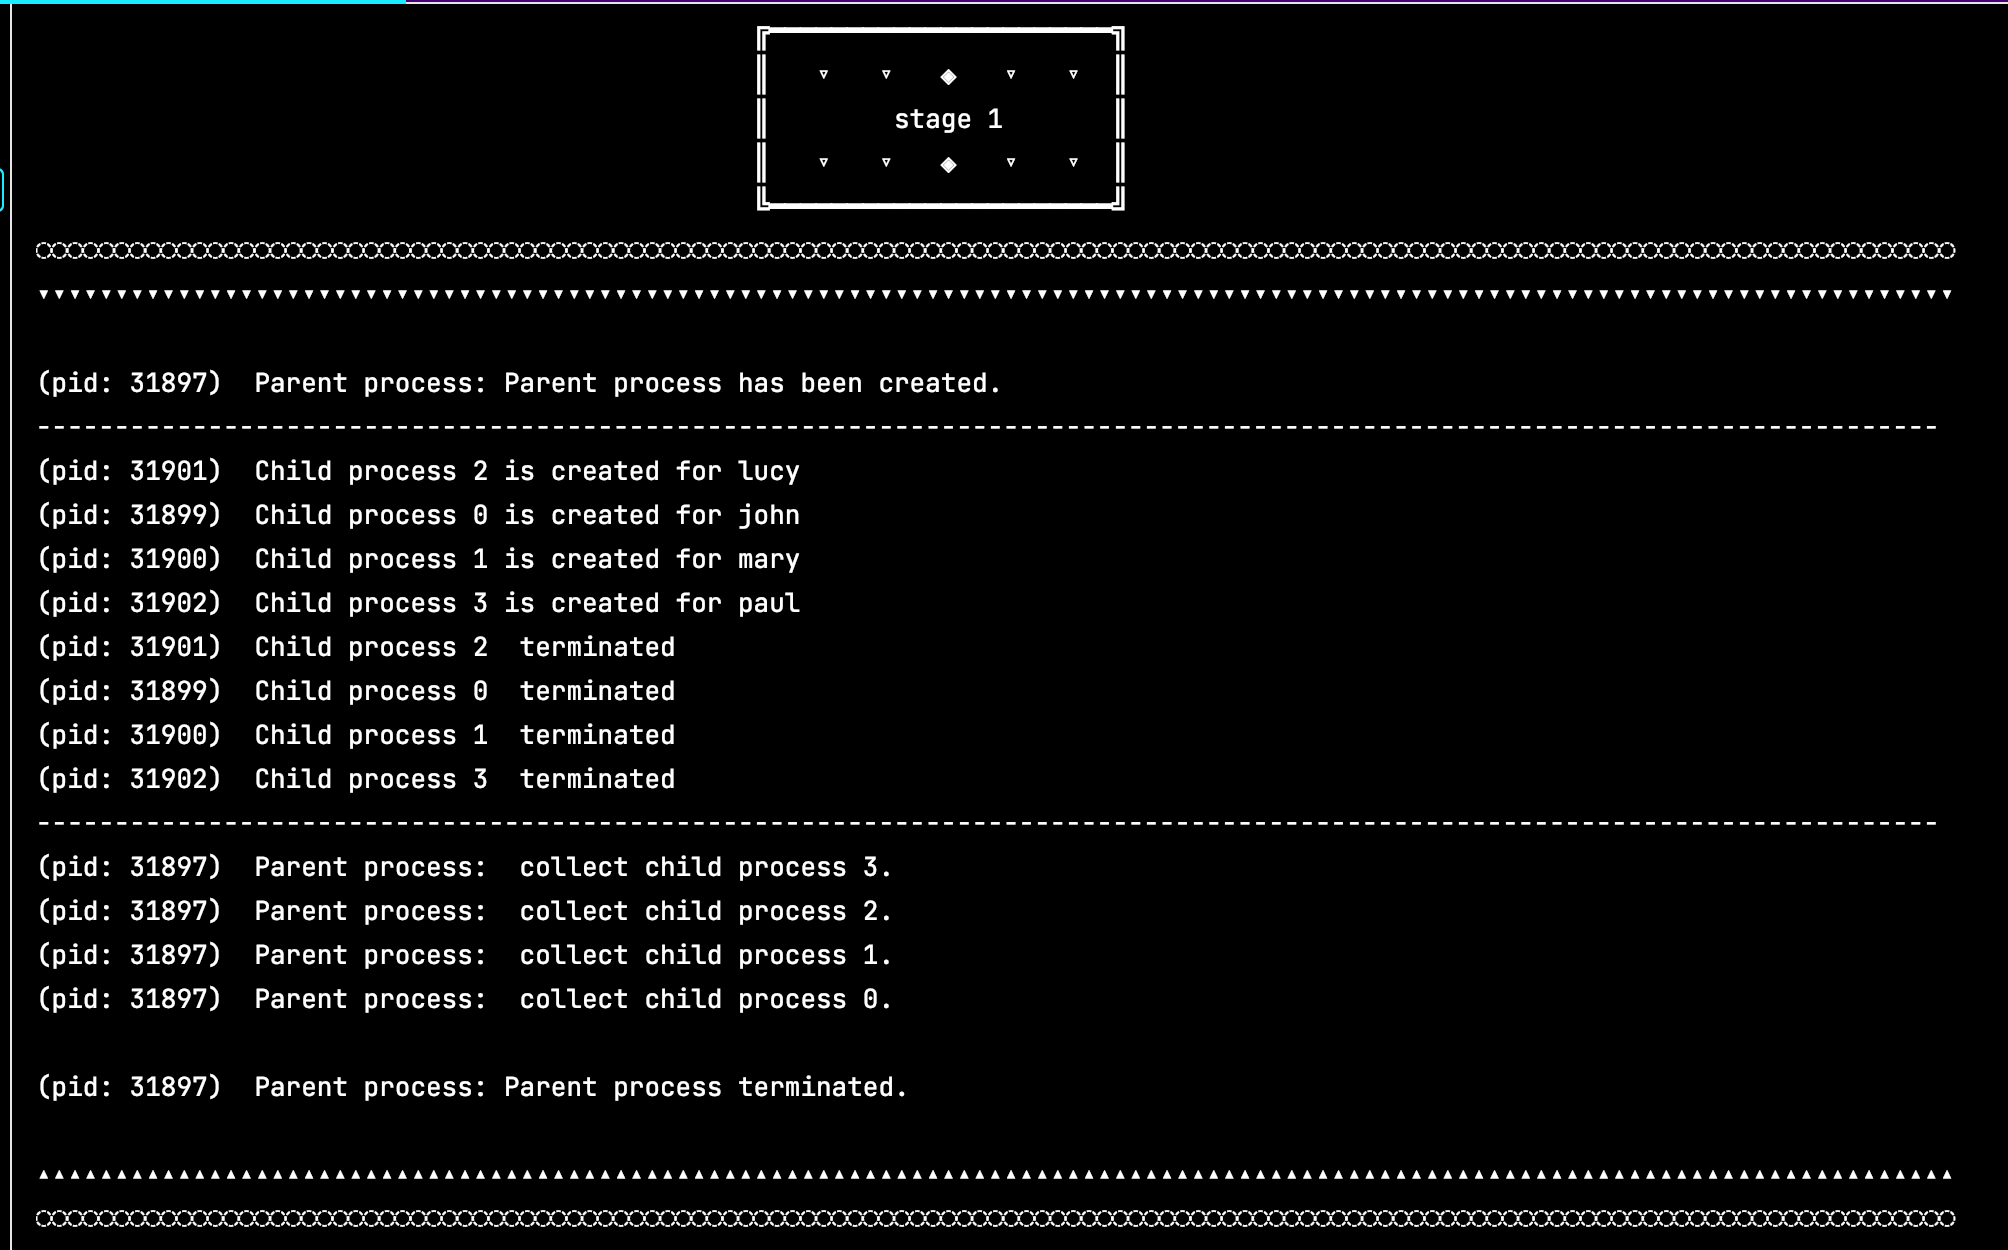 stage 1
(pid: 31897)  Parent process: Parent process has been created.
--------------------------------------------------------------------------------------------------------------------------
(pid: 31901)  Child process 2 is created for lucy
(pid: 31899)  Child process 0 is created for john
(pid: 31900)  Child process 1 is created for mary
(pid: 31902)  Child process 3 is created for paul
(pid: 31901)  Child process 2  terminated
(pid: 31899)  Child process 0  terminated
(pid: 31900)  Child process 1  terminated
(pid: 31902)  Child process 3  terminated
--------------------------------------------------------------------------------------------------------------------------
(pid: 31897)  Parent process:  collect child process 3.
(pid: 31897)  Parent process:  collect child process 2.
(pid: 31897)  Parent process:  collect child process 1.
(pid: 31897)  Parent process:  collect child process 0.
(pid: 31897)  Parent process: Parent process terminated.